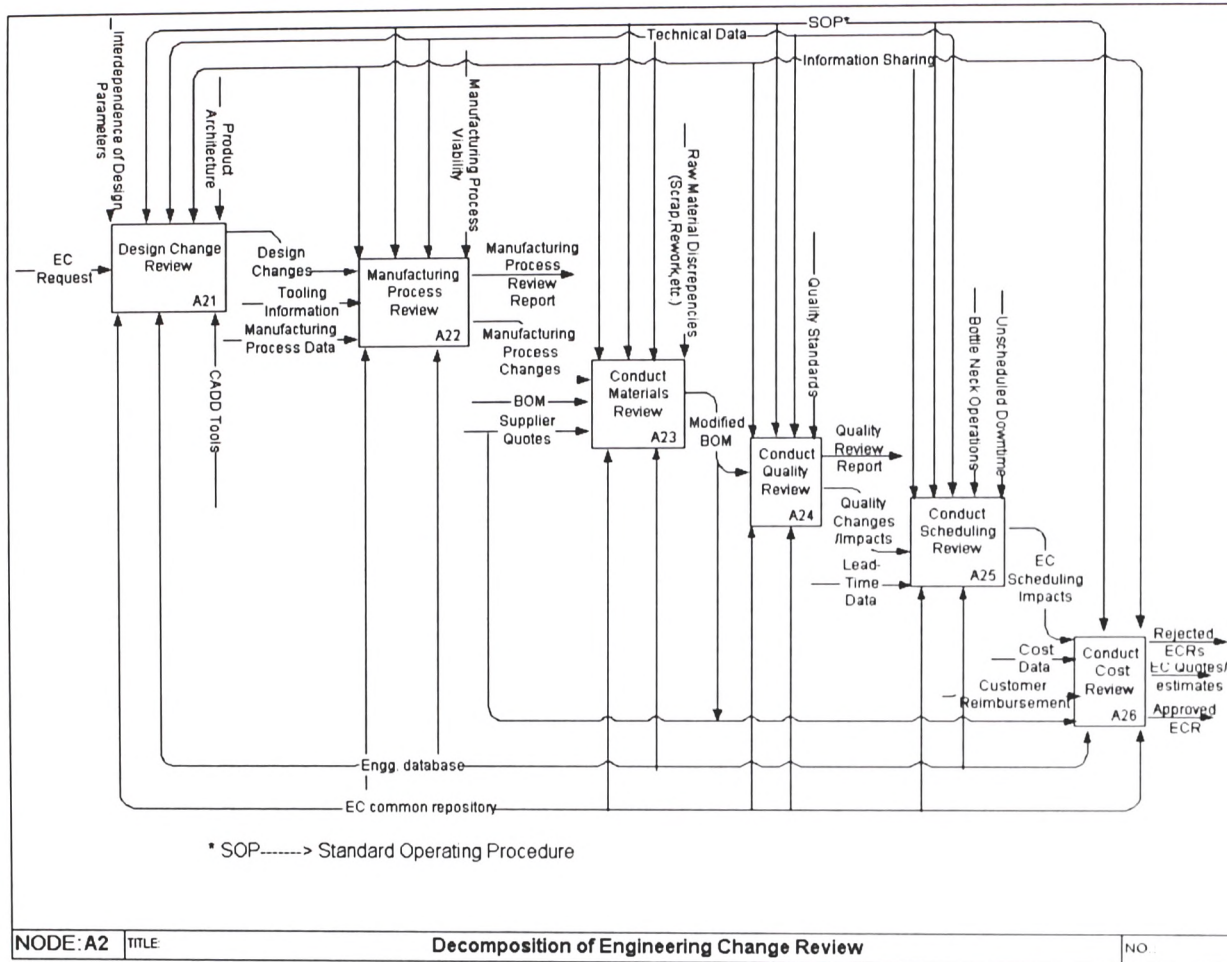 SOP*
Technical Data
Information Sharing
Interdependence of Design
Parameters
Product
Architecture
Manufacturing Process
Viability
Raw Material Discrepencies
(Scrap,Rework,etc.)
Quality Standards
Bottle Neck Operations
Unscheduled Downtime
EC
Request
Design Change
Review
A21
Design
Changes
Tooling
Information
Manufacturing
Process Data
CADD Tools
Manufacturing
Process
Review
A22
Manufacturing
Process
Review
Report
Manufacturing
Process
Changes
BOM
Supplier
Quotes
Conduct
Materials
Review
A23
Modified
BOM
Conduct
Quality
Review
A24
Quality
Review
Report
Quality
Changes
/Impacts
Lead-
Time
Data
Conduct
Scheduling
Review
A25
EC
Scheduling
Impacts
Cost
Data
Customer
Reimbursement
Conduct
Cost
Review
A26
Rejected
ECRs
EC Quotes/
estimates
Approved
ECR
Engg. database
EC common repository
* SOP-------> Standard Operating Procedure
NODE: A2 TITLE: Decomposition of Engineering Change Review NO.: